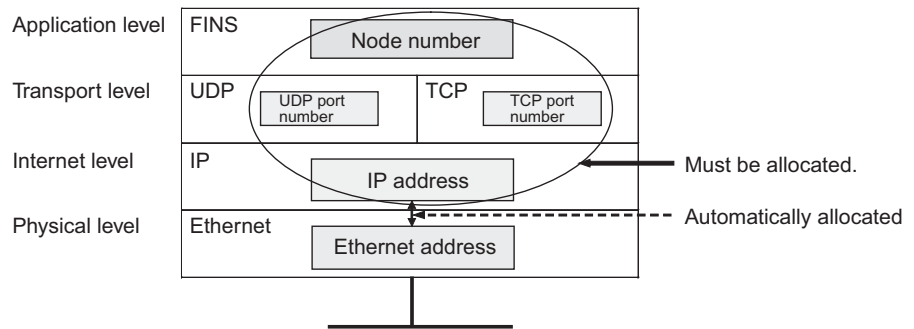 Application level
FINS
Node number
Transport level
UDP
UDP port
number
TCP
TCP port
number
Internet level
IP
IP address
Must be allocated.
Automatically allocated
Physical level
Ethernet
Ethernet address